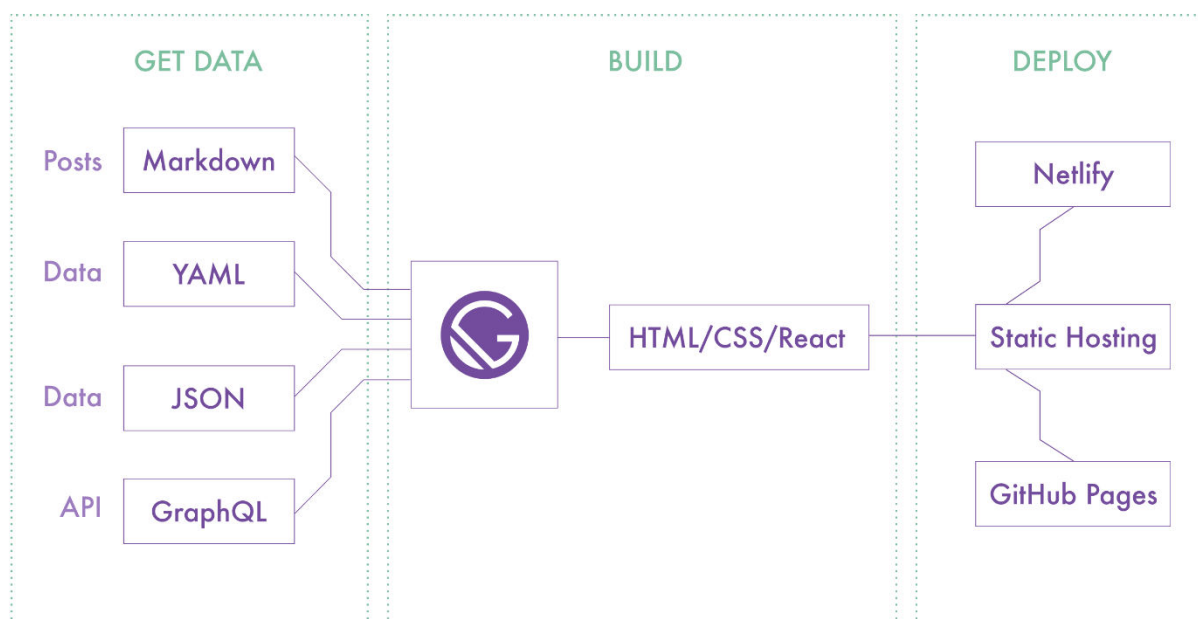 GET DATA
BUILD
DEPLOY
Posts
Markdown
Data
YAML
Data
JSON
API
GraphQL
G
HTML/CSS/React
Netlify
Static Hosting
GitHub Pages